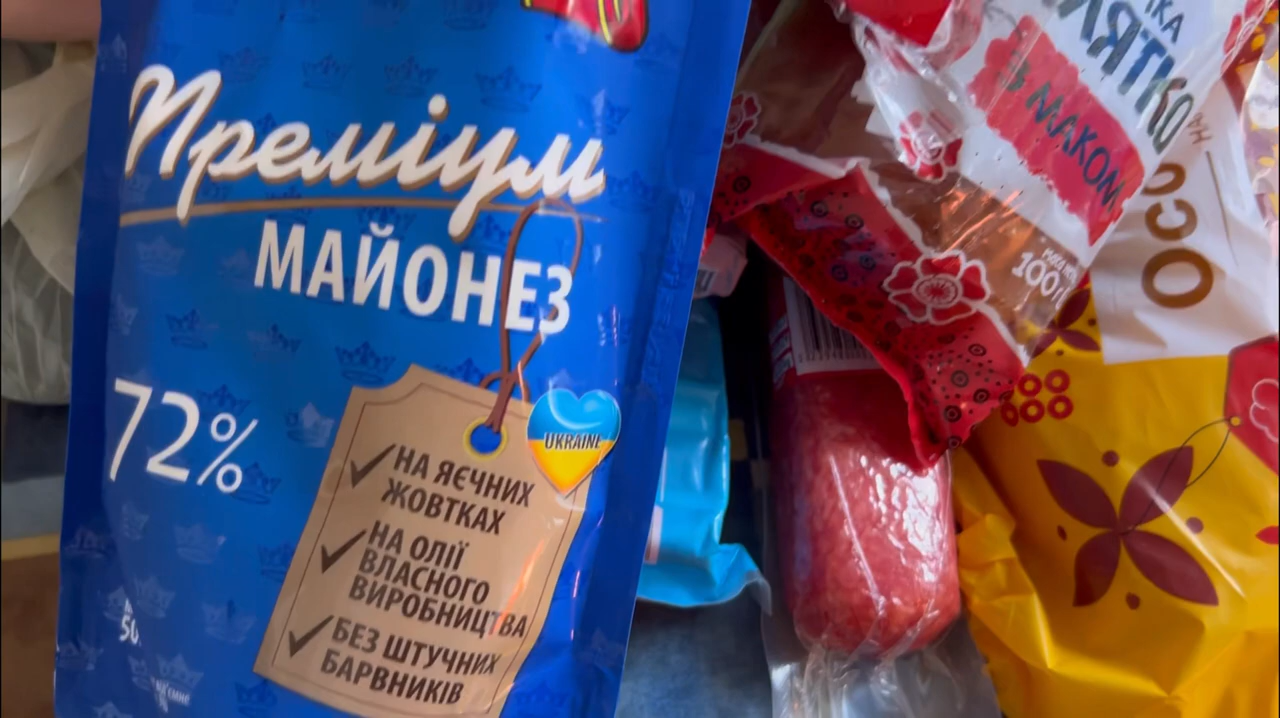 Преміум
МАЙОНЕЗ
72%
UKRAINE
НА ЯЄЧНИХ
ЖОВТКАХ
НА ОЛІЇ
ВЛАСНОГО
ВИРОБНИЦТВА
БЕЗ ШТУЧНИХ
БАРВНИКІВ
З МАКОМ
100г